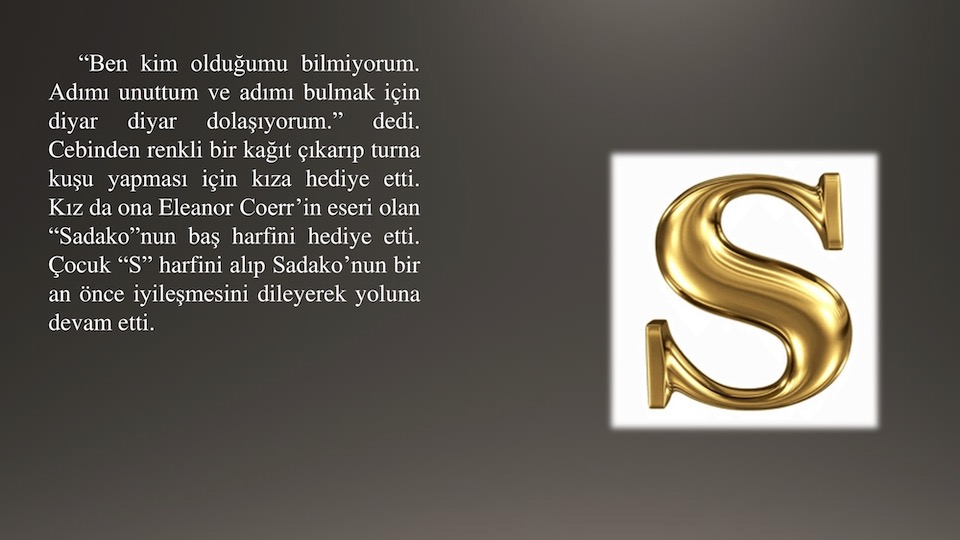 “Ben kim olduğumu bilmiyorum.
Adımı unuttum ve adımı bulmak için
diyar diyar dolaşıyorum.” dedi.
Cebinden renkli bir kağıt çıkarıp turna
kuşu yapması için kıza hediye etti.
Kız da ona Eleanor Coerr’in eseri olan
“Sadako”nun baş harfini hediye etti.
Çocuk “S” harfini alıp Sadako’nun bir
an önce iyileşmesini dileyerek yoluna
devam etti.
S